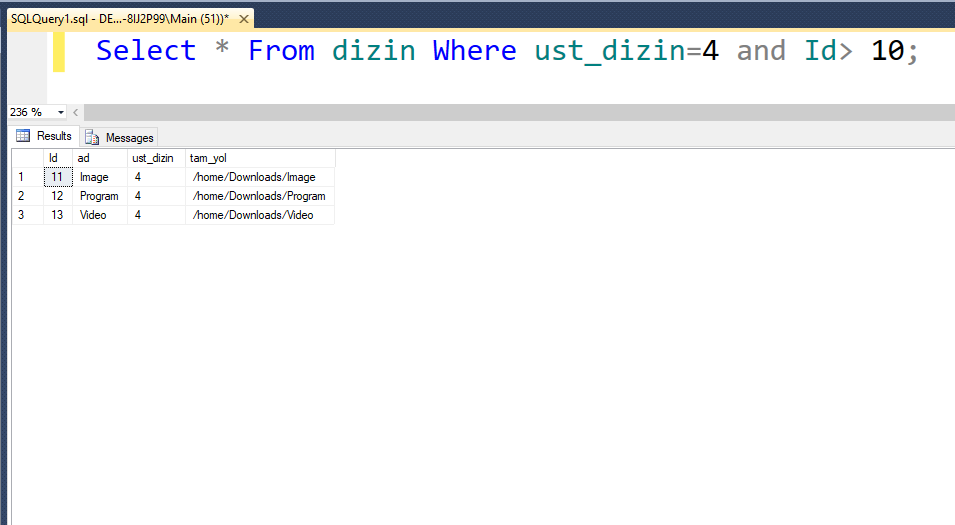 SQLQuery1.sql - DE...-8IJ2P99\Main (51))* ×
Select * From dizin Where ust_dizin=4 and Id> 10;
236 %
Results Messages
Id ad ust_dizin tam_yol
1 11 Image 4 /home/Downloads/Image
2 12 Program 4 /home/Downloads/Program
3 13 Video 4 /home/Downloads/Video